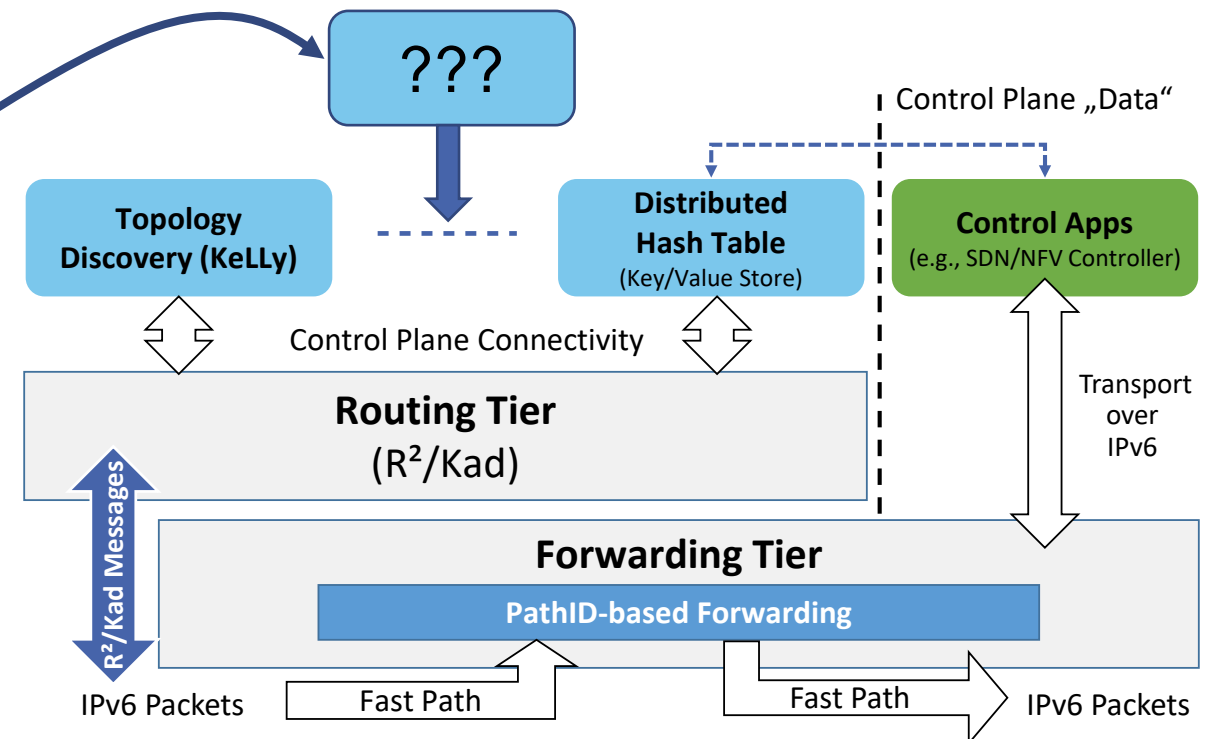 ???
Control Plane „Data“
Topology
Discovery (KeLLy)
Distributed
Hash Table
(Key/Value Store)
Control Apps
(e.g., SDN/NFV Controller)
Control Plane Connectivity
Routing Tier
(R²/Kad)
Transport
over
IPv6
R²/Kad Messages
Forwarding Tier
PathID-based Forwarding
IPv6 Packets
Fast Path
Fast Path
IPv6 Packets